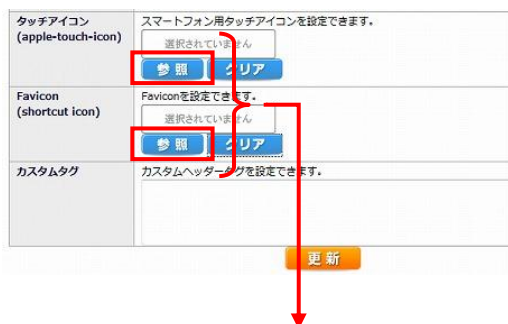 タッチアイコン
(apple-touch-icon)
スマートフォン用タッチアイコンを設定できます。
選択されていません
参照 クリア
Favicon
(shortcut icon)
Faviconを設定できます。
選択されていません
参照 クリア
カスタムタグ
カスタムヘッダータグを設定できます。
更新